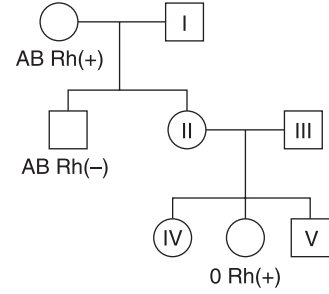 I
AB Rh(+)
II
III
AB Rh(–)
IV
V
0 Rh(+)